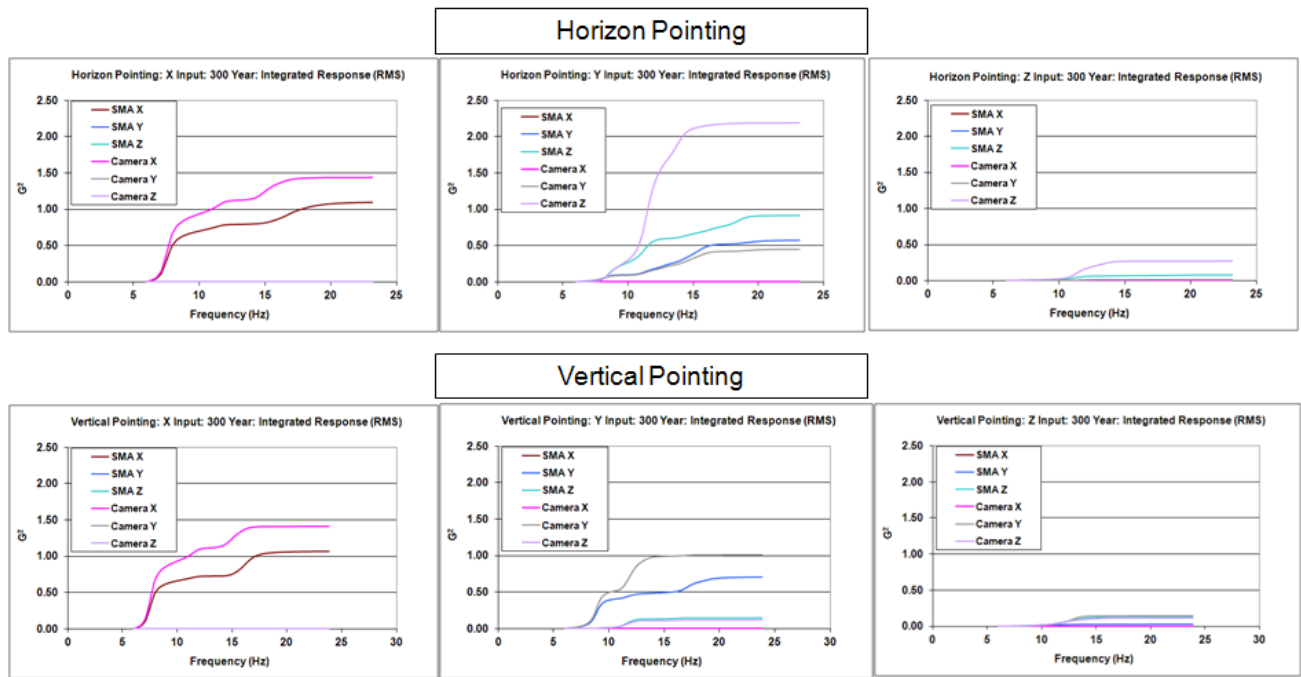 Horizon Pointing
Horizon Pointing: X Input: 300 Year: Integrated Response (RMS)
2.50
2.00
1.50
1.00
0.50
0.00
G²
SMA X
SMA Y
SMA Z
Camera X
Camera Y
Camera Z
0 5 10 15 20 25
Frequency (Hz)
Horizon Pointing: Y Input: 300 Year: Integrated Response (RMS)
2.50
2.00
1.50
1.00
0.50
0.00
G²
SMA X
SMA Y
SMA Z
Camera X
Camera Y
Camera Z
0 5 10 15 20 25
Frequency (Hz)
Horizon Pointing: Z Input: 300 Year: Integrated Response (RMS)
2.50
2.00
1.50
1.00
0.50
0.00
G²
SMA X
SMA Y
SMA Z
Camera X
Camera Y
Camera Z
0 5 10 15 20 25
Frequency (Hz)
Vertical Pointing
Vertical Pointing: X Input: 300 Year: Integrated Response (RMS)
2.50
2.00
1.50
1.00
0.50
0.00
G²
SMA X
SMA Y
SMA Z
Camera X
Camera Y
Camera Z
0 5 10 15 20 25 30
Frequency (Hz)
Vertical Pointing: Y Input: 300 Year: Integrated Response (RMS)
2.50
2.00
1.50
1.00
0.50
0.00
G²
SMA X
SMA Y
SMA Z
Camera X
Camera Y
Camera Z
0 5 10 15 20 25 30
Frequency (Hz)
Vertical Pointing: Z Input: 300 Year: Integrated Response (RMS)
2.50
2.00
1.50
1.00
0.50
0.00
G²
SMA X
SMA Y
SMA Z
Camera X
Camera Y
Camera Z
0 5 10 15 20 25 30
Frequency (Hz)